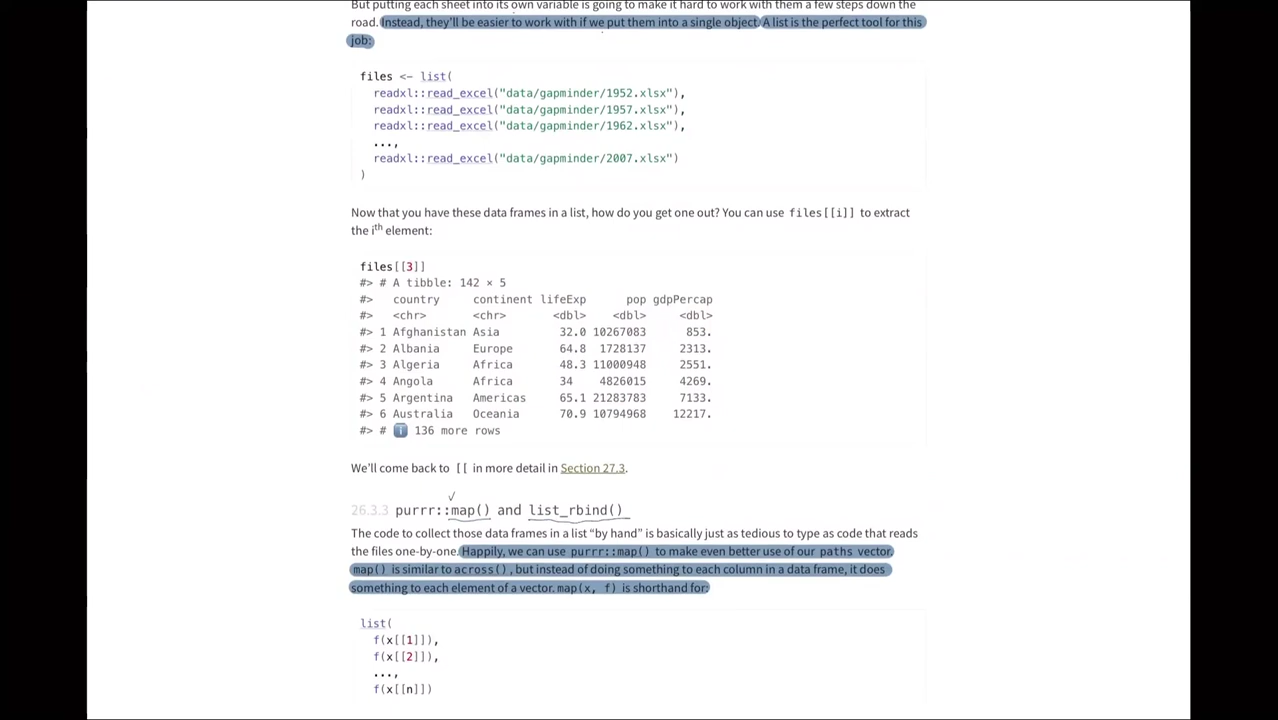 But putting each sheet into its own variable is going to make it hard to work with them a few steps down the
road. Instead, they'll be easier to work with if we put them into a single object. A list is the perfect tool for this
job:
files <- list(
  readxl::read_excel("data/gapminder/1952.xlsx"),
  readxl::read_excel("data/gapminder/1957.xlsx"),
  readxl::read_excel("data/gapminder/1962.xlsx"),
  ...,
  readxl::read_excel("data/gapminder/2007.xlsx")
)
Now that you have these data frames in a list, how do you get one out? You can use files[[i]] to extract
the ith element:
files[[3]]
#> # A tibble: 142 × 5
#>   country     continent lifeExp      pop gdpPercap
#>   <chr>       <chr>       <dbl>    <dbl>     <dbl>
#> 1 Afghanistan Asia         32.0 10267083      853.
#> 2 Albania     Europe       64.8  1728137     2313.
#> 3 Algeria     Africa       48.3 11000948     2551.
#> 4 Angola      Africa       34    4826015     4269.
#> 5 Argentina   Americas     65.1 21283783     7133.
#> 6 Australia   Oceania      70.9 10794968    12217.
#> # ℹ 136 more rows
We'll come back to [[ in more detail in Section 27.3.
26.3.3 purrr::map() and list_rbind()
The code to collect those data frames in a list “by hand” is basically just as tedious to type as code that reads
the files one-by-one. Happily, we can use purrr::map() to make even better use of our paths vector.
map() is similar to across(), but instead of doing something to each column in a data frame, it does
something to each element of a vector. map(x, f) is shorthand for:
list(
  f(x[[1]]),
  f(x[[2]]),
  ...,
  f(x[[n]])